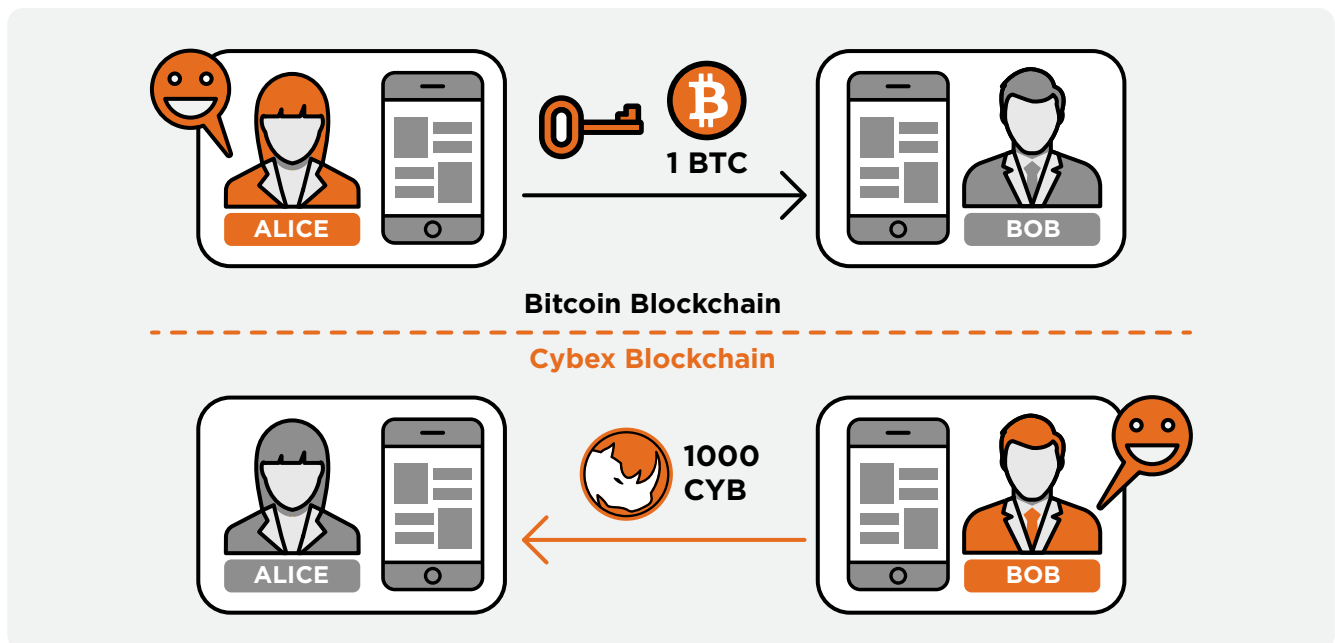 1 BTC
ALICE
BOB
Bitcoin Blockchain
Cybex Blockchain
1000
CYB
ALICE
BOB